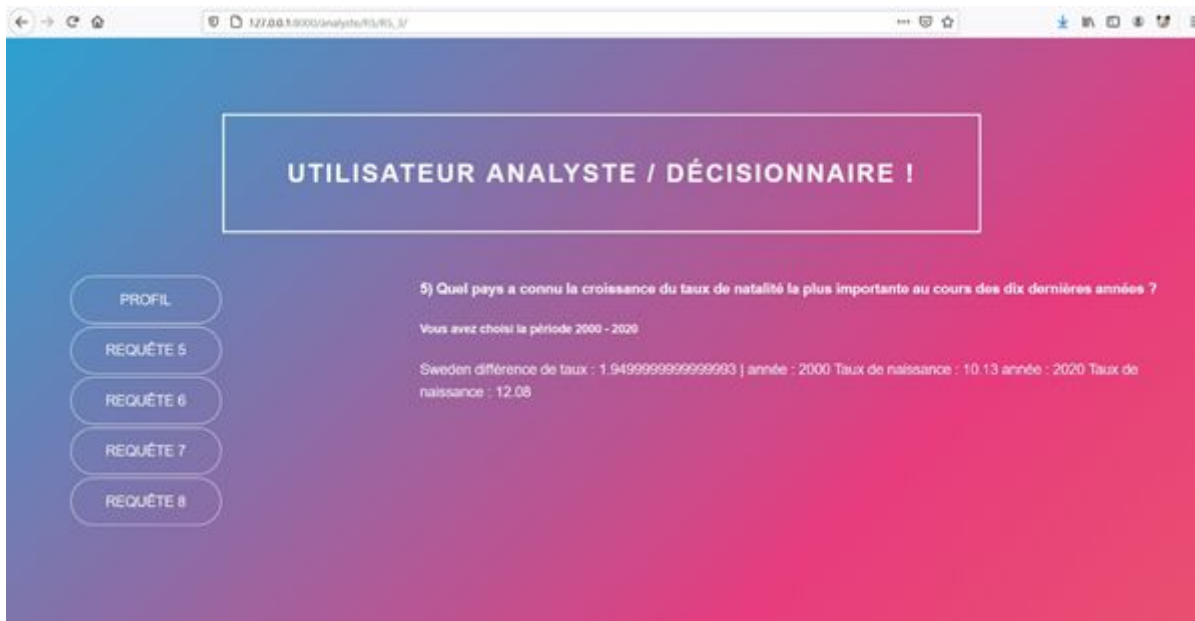 127.0.0.1:8000/analyste/R5/R5_3/
UTILISATEUR ANALYSTE / DÉCISIONNAIRE !
PROFIL
REQUÊTE 5
REQUÊTE 6
REQUÊTE 7
REQUÊTE 8
5) Quel pays a connu la croissance du taux de natalité la plus importante au cours des dix dernières années ?
Vous avez choisi la période 2000 - 2020
Sweden différence de taux : 1.9499999999999993 | année : 2000 Taux de naissance : 10.13 année : 2020 Taux de
naissance : 12.08